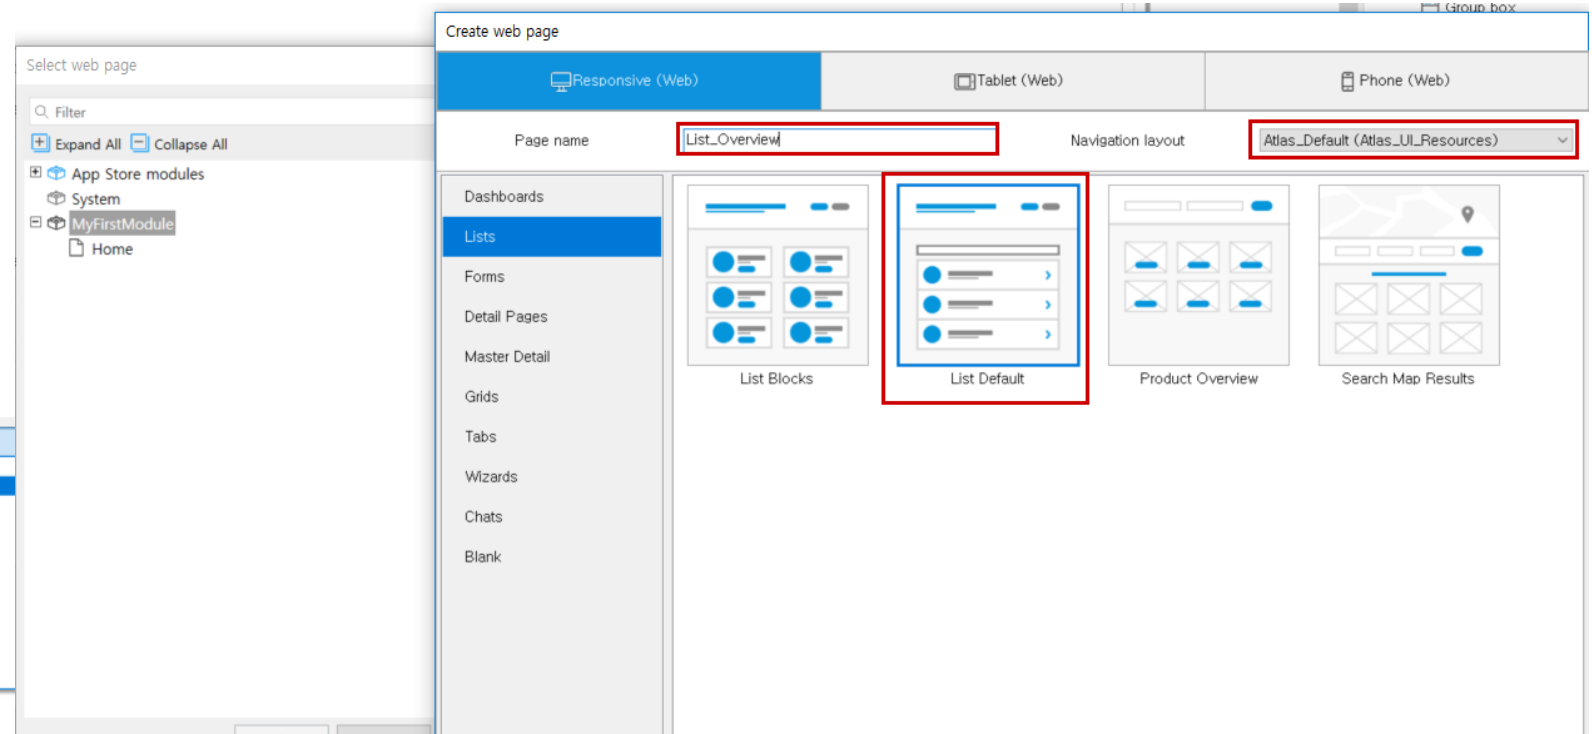 Group box
Create web page
Select web page
Responsive (Web)
Tablet (Web)
Phone (Web)
Filter
Expand All
Collapse All
Page name
List_Overview
Navigation layout
Atlas_Default (Atlas_UI_Resources)
App Store modules
System
MyFirstModule
Home
Dashboards
Lists
Forms
Detail Pages
Master Detail
Grids
Tabs
Wizards
Chats
Blank
List Blocks
List Default
Product Overview
Search Map Results